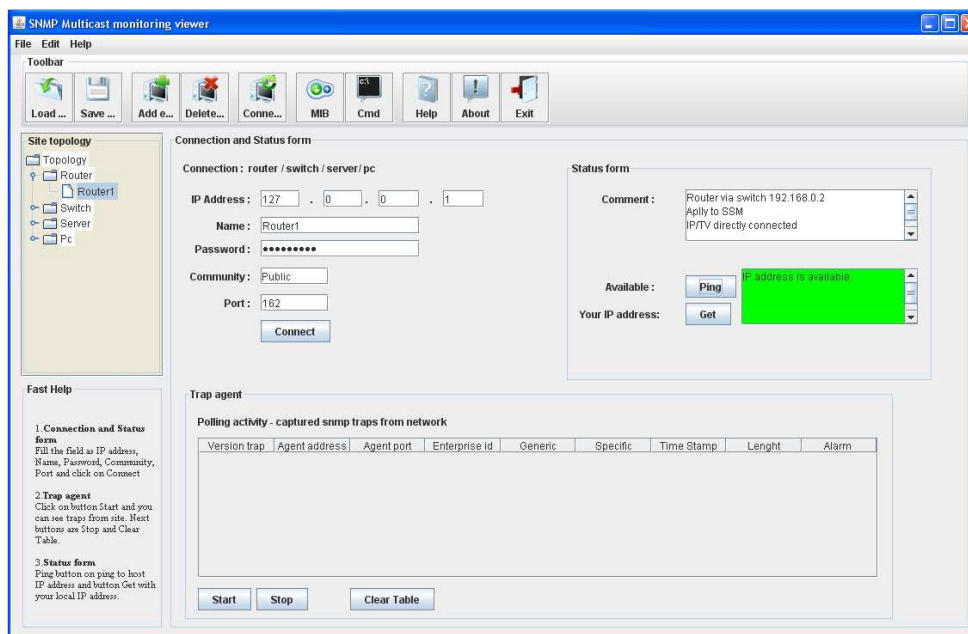 SNMP Multicast monitoring viewer
File Edit Help
Toolbar
Load ... Save ... Add e... Delete... Conne... MIB Cmd Help About Exit
Site topology
Topology
Router
Router1
Switch
Server
Pc
Fast Help
1.Connection and Status
form
Fill the field as IP address,
Name, Password, Community,
Port and click on Connect
2.Trap agent
Click on button Start and you
can see traps from site. Next
buttons are Stop and Clear
Table.
3.Status form
Ping button on ping to host
IP address and button Get with
your local IP address.
Connection and Status form
Connection : router / switch / server/ pc
IP Address : 127 . 0 . 0 . 1
Name : Router1
Password : •••••••••
Community : Public
Port : 162
Connect
Status form
Comment : Router via switch 192.168.0.2
Aplly to SSM
IP/TV directly connected
Available : Ping IP address is available.
Your IP address: Get
Trap agent
Polling activity - captured snmp traps from network
Version trap Agent address Agent port Enterprise id Generic Specific Time Stamp Lenght Alarm
Start Stop Clear Table